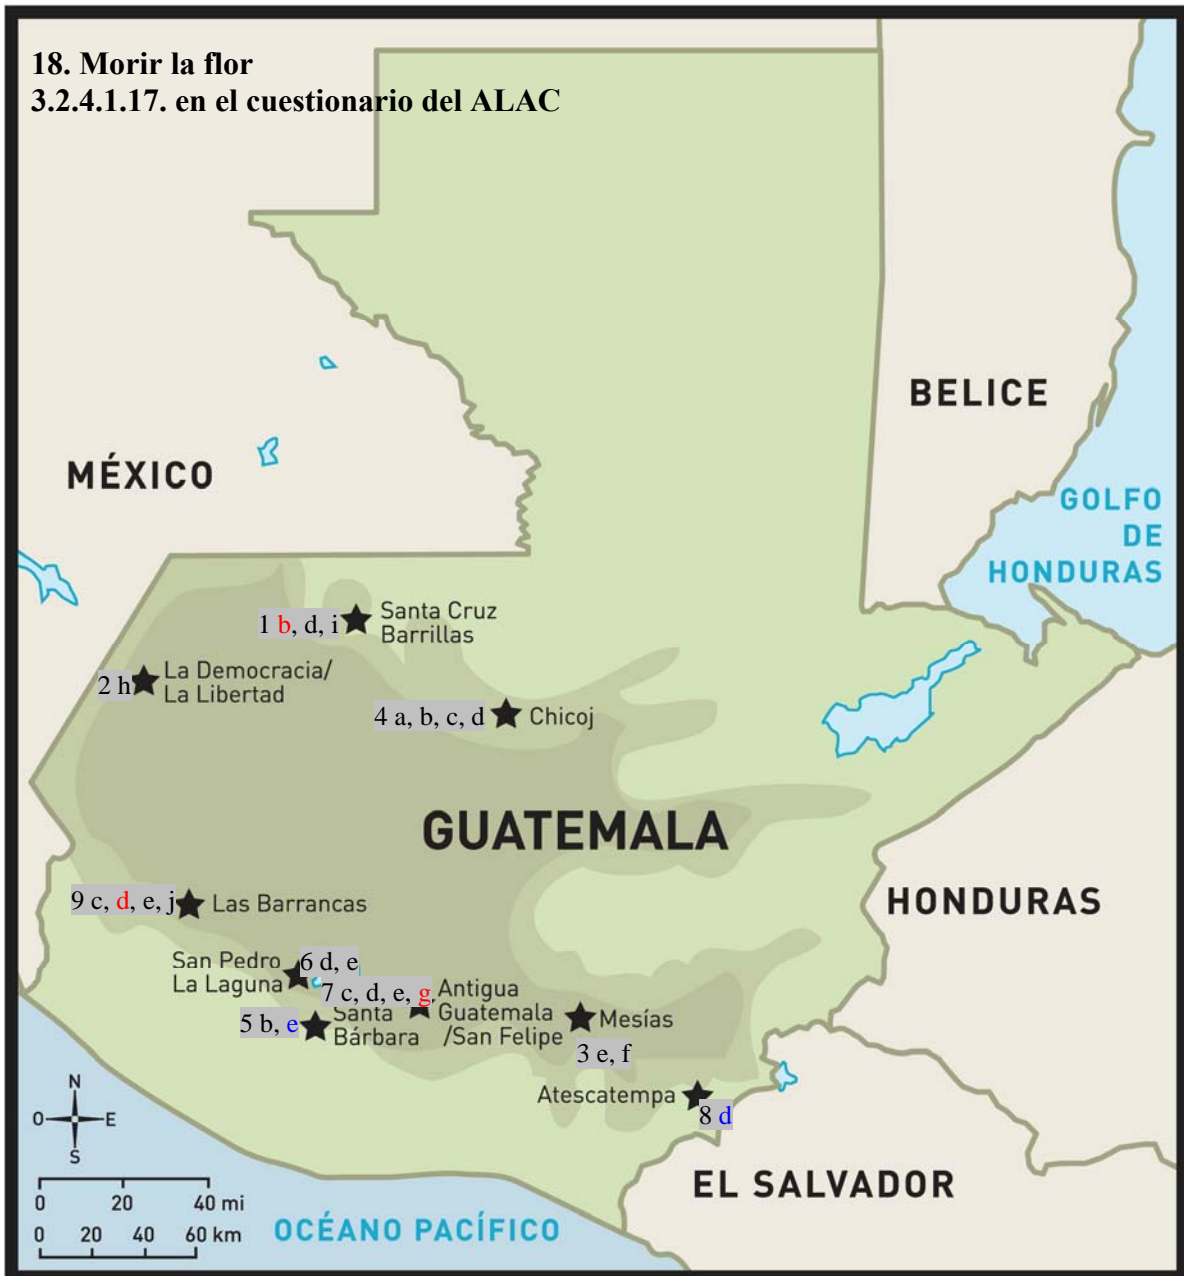 18. Morir la flor
3.2.4.1.17. en el cuestionario del ALAC
BELICE
MÉXICO
GOLFO
DE
HONDURAS
1 b, d, i
Santa Cruz
Barrillas
2 h
La Democracia/
La Libertad
4 a, b, c, d
Chicoj
GUATEMALA
HONDURAS
9 c, d, e, j
Las Barrancas
San Pedro
La Laguna
6 d, e
7 c, d, e, g
Antigua
Guatemala
/San Felipe
5 b, e
Santa
Bárbara
Mesías
3 e, f
Atescatempa
8 d
N
O E
S
0 20 40 mi
0 20 40 60 km
OCÉANO PACÍFICO
EL SALVADOR